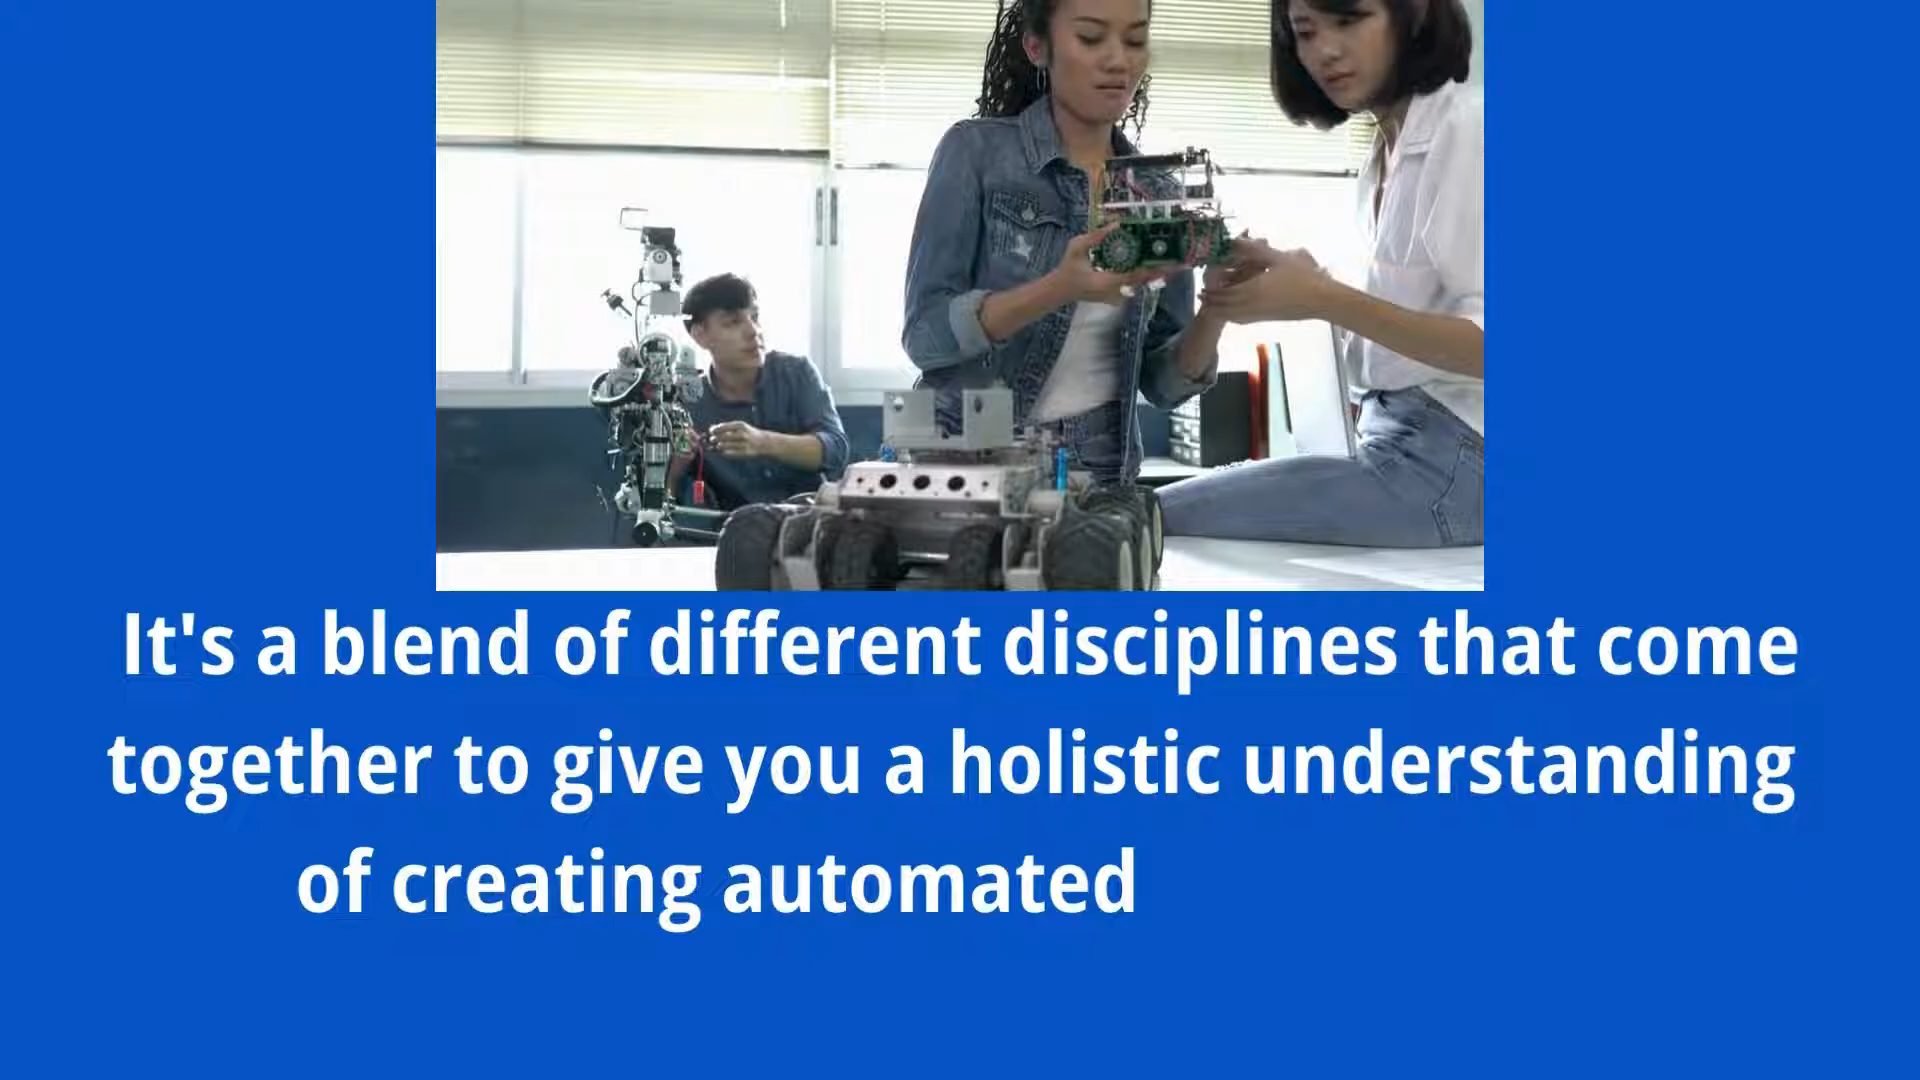 It's a blend of different disciplines that come
together to give you a holistic understanding
of creating automated